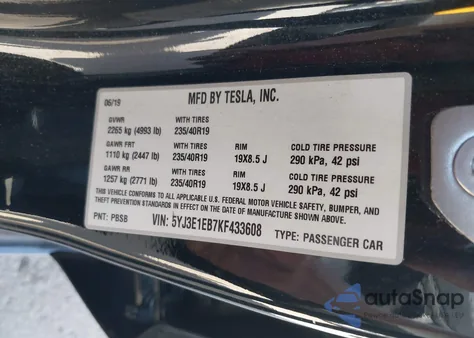 06/19 MFD BY TESLA, INC.
GVWR WITH TIRES
2265 kg (4993 lb) 235/40R19
GAWR FRT WITH TIRES RIM COLD TIRE PRESSURE
1110 kg (2447 lb) 235/40R19 19X8.5 J 290 kPa, 42 psi
GAWR RR WITH TIRES RIM COLD TIRE PRESSURE
1257 kg (2771 lb) 235/40R19 19X8.5 J 290 kPa, 42 psi
THIS VEHICLE CONFORMS TO ALL APPLICABLE U.S. FEDERAL MOTOR VEHICLE SAFETY, BUMPER, AND
THEFT PREVENTION STANDARDS IN EFFECT ON THE DATE OF MANUFACTURE SHOWN ABOVE.
PNT: PBSB VIN: 5YJ3E1EB7KF433608 TYPE: PASSENGER CAR
autoSnap